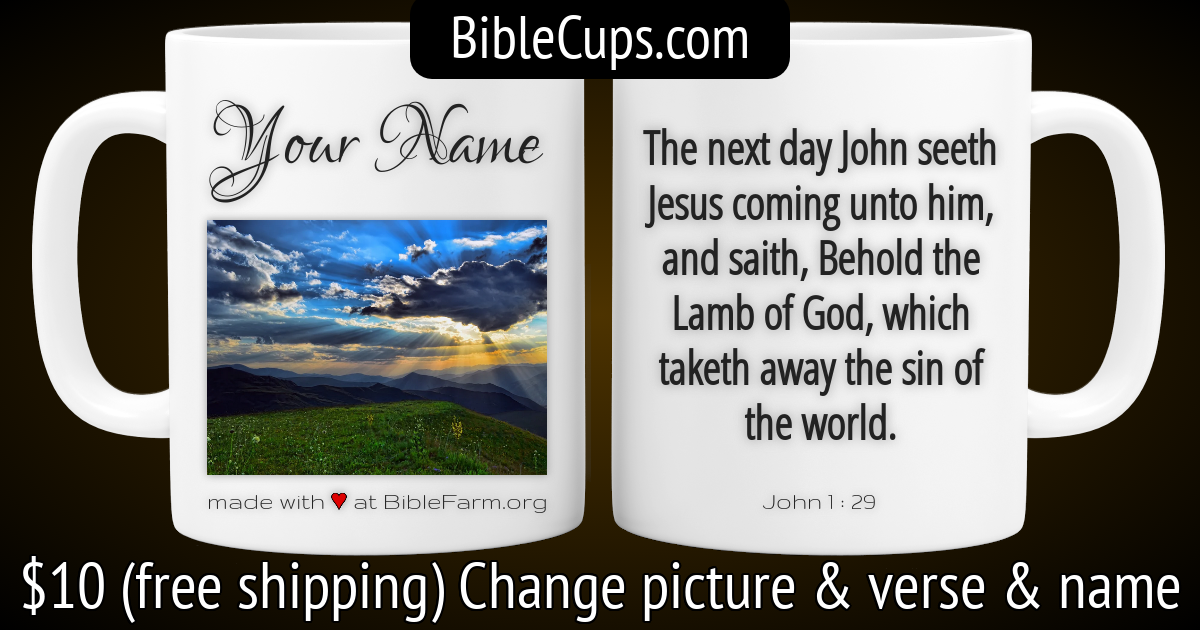 BibleCups.com
Your Name
made with ♥ at BibleFarm.org
The next day John seeth
Jesus coming unto him,
and saith, Behold the
Lamb of God, which
taketh away the sin of
the world.
John 1 : 29
$10 (free shipping) Change picture & verse & name